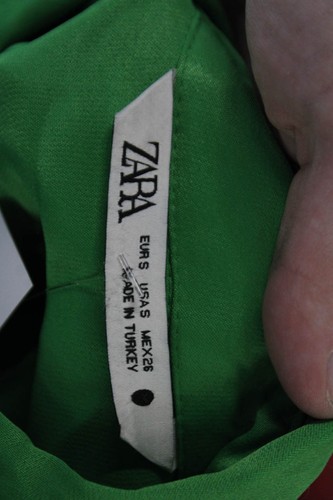 ZARA
EUR S USA S MEX 26
MADE IN TURKEY